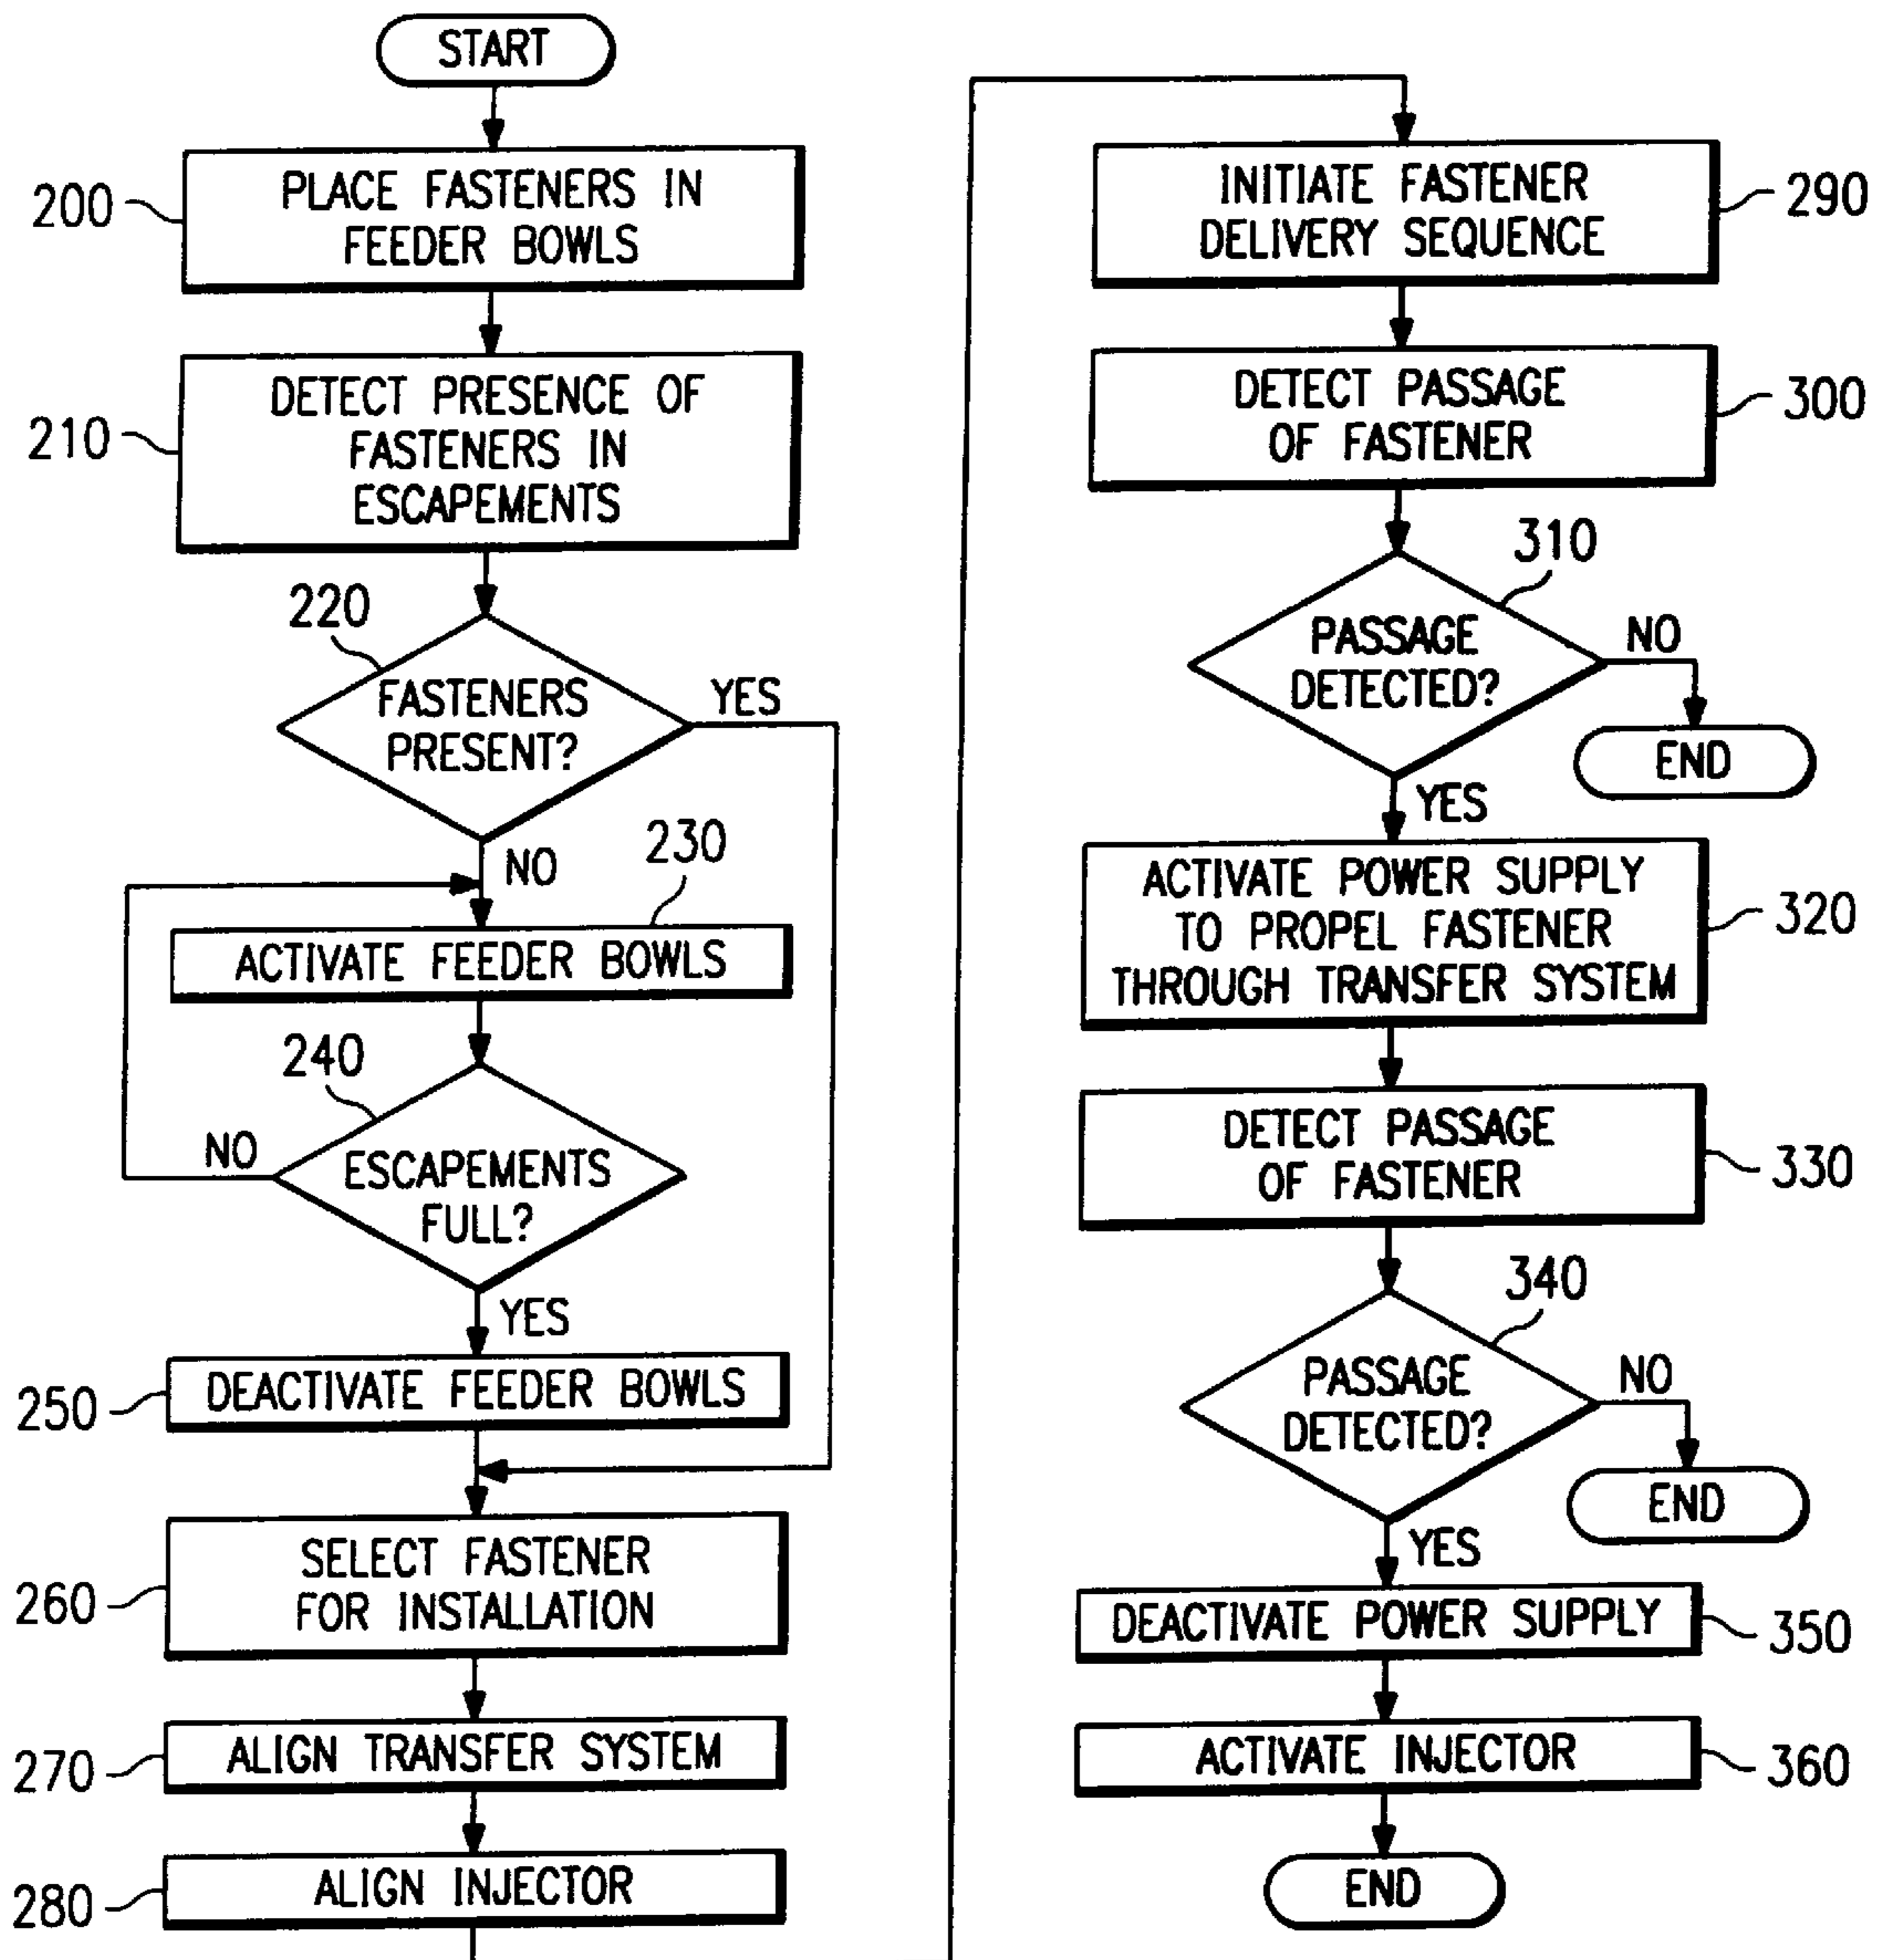 START
200
PLACE FASTENERS IN
FEEDER BOWLS
210
DETECT PRESENCE OF
FASTENERS IN
ESCAPEMENTS
220
FASTENERS
PRESENT?
YES
NO
230
ACTIVATE FEEDER BOWLS
240
NO
ESCAPEMENTS
FULL?
YES
250
DEACTIVATE FEEDER BOWLS
260
SELECT FASTENER
FOR INSTALLATION
270
ALIGN TRANSFER SYSTEM
280
ALIGN INJECTOR
INITIATE FASTENER
DELIVERY SEQUENCE
290
DETECT PASSAGE
OF FASTENER
300
310
PASSAGE
DETECTED?
NO
END
YES
ACTIVATE POWER SUPPLY
TO PROPEL FASTENER
THROUGH TRANSFER SYSTEM
320
DETECT PASSAGE
OF FASTENER
330
340
PASSAGE
DETECTED?
NO
END
YES
DEACTIVATE POWER SUPPLY
350
ACTIVATE INJECTOR
360
END